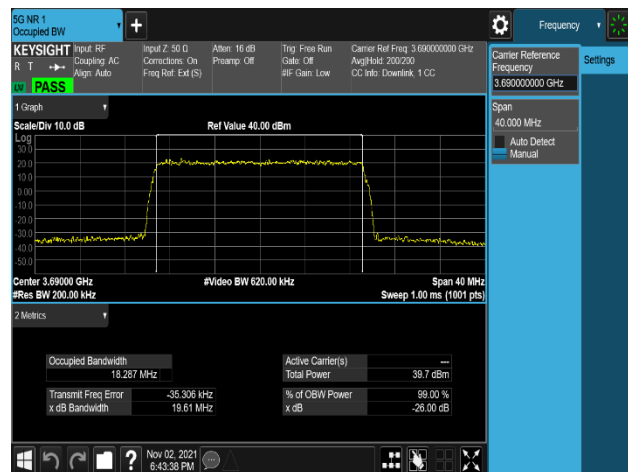 5G NR 1
Occupied BW
Frequency
KEYSIGHT
Input: RF
Coupling: AC
Align: Auto
Input Z: 50 Ω
Corrections: On
Freq Ref: Ext (S)
Atten: 16 dB
Preamp: Off
Trig: Free Run
Gate: Off
#IF Gain: Low
Carrier Ref Freq: 3.690000000 GHz
Avg|Hold: 200/200
CC Info: Downlink, 1 CC
R T
PASS
Carrier Reference
Frequency
3.690000000 GHz
Settings
Span
40.000 MHz
Auto Detect
Manual
1 Graph
Scale/Div 10.0 dB
Ref Value 40.00 dBm
Log
30.0
20.0
10.0
0.00
-10.0
-20.0
-30.0
-40.0
-50.0
Center 3.69000 GHz
#Video BW 620.00 kHz
Span 40 MHz
#Res BW 200.00 kHz
Sweep 1.00 ms (1001 pts)
2 Metrics
Occupied Bandwidth
18.287 MHz
Active Carrier(s)
---
Total Power
39.7 dBm
Transmit Freq Error
-35.306 kHz
% of OBW Power
99.00 %
x dB Bandwidth
19.61 MHz
x dB
-26.00 dB
?
Nov 02, 2021
6:43:38 PM